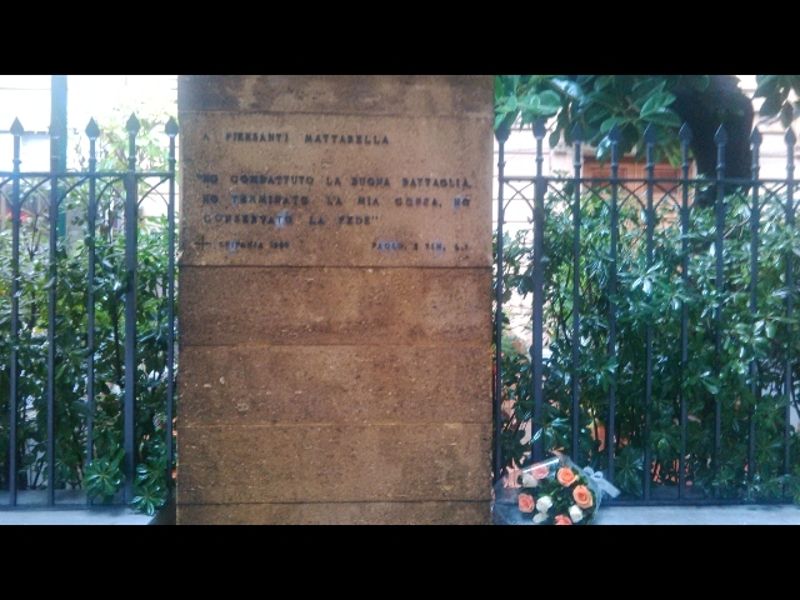 A PIERSANTI MATTARELLA
"HO COMBATTUTO LA BUONA BATTAGLIA,
HO TERMINATO LA MIA CORSA, HO
CONSERVATO LA FEDE"
1980 PAOLO, 2 TIM. 4.7